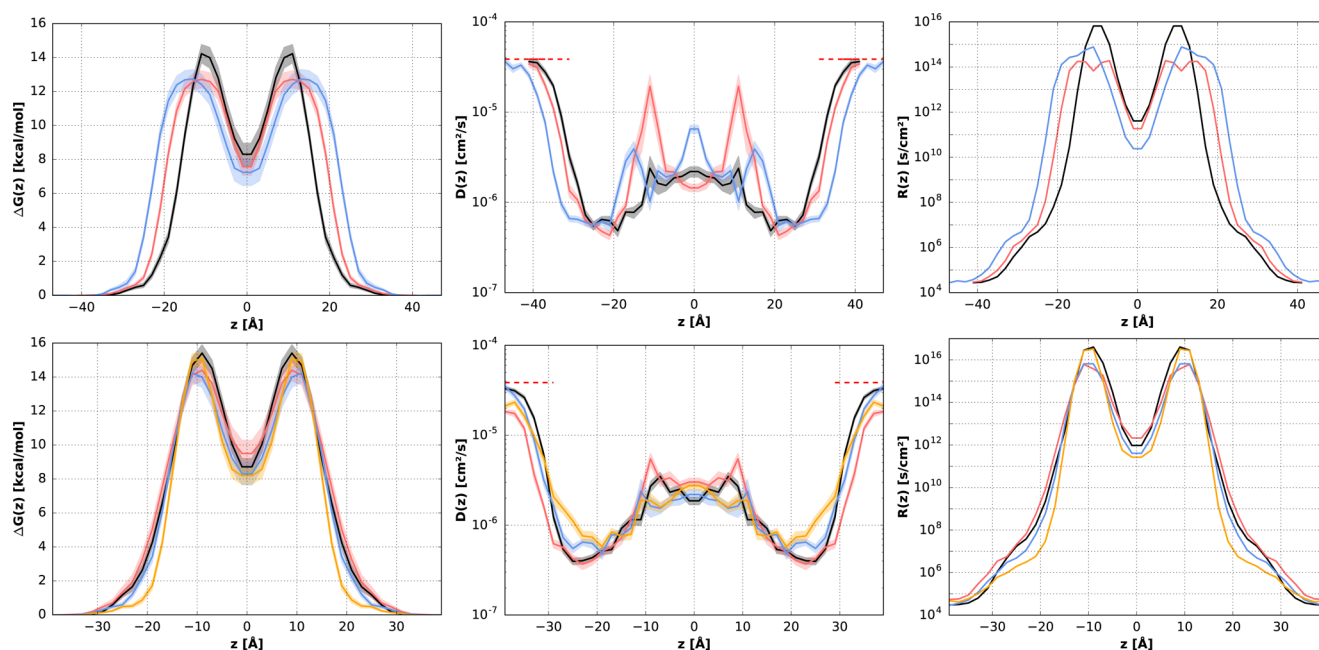 16
14
12
10
8
6
4
2
0
ΔG(z) [kcal/mol]
−40 −20 0 20 40
z [Å]
10⁻⁴
10⁻⁵
10⁻⁶
10⁻⁷
D(z) [cm²/s]
−40 −20 0 20 40
z [Å]
10¹⁶
10¹⁴
10¹²
10¹⁰
10⁸
10⁶
10⁴
R(z) [s/cm²]
−40 −20 0 20 40
z [Å]
16
14
12
10
8
6
4
2
0
ΔG(z) [kcal/mol]
−30 −20 −10 0 10 20 30
z [Å]
10⁻⁴
10⁻⁵
10⁻⁶
10⁻⁷
D(z) [cm²/s]
−30 −20 −10 0 10 20 30
z [Å]
10¹⁶
10¹⁴
10¹²
10¹⁰
10⁸
10⁶
10⁴
R(z) [s/cm²]
−30 −20 −10 0 10 20 30
z [Å]